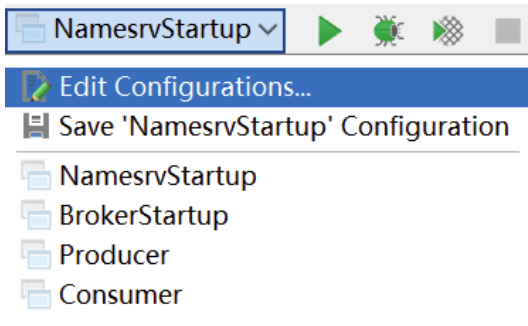 NamesrvStartup
Edit Configurations...
Save 'NamesrvStartup' Configuration
NamesrvStartup
BrokerStartup
Producer
Consumer